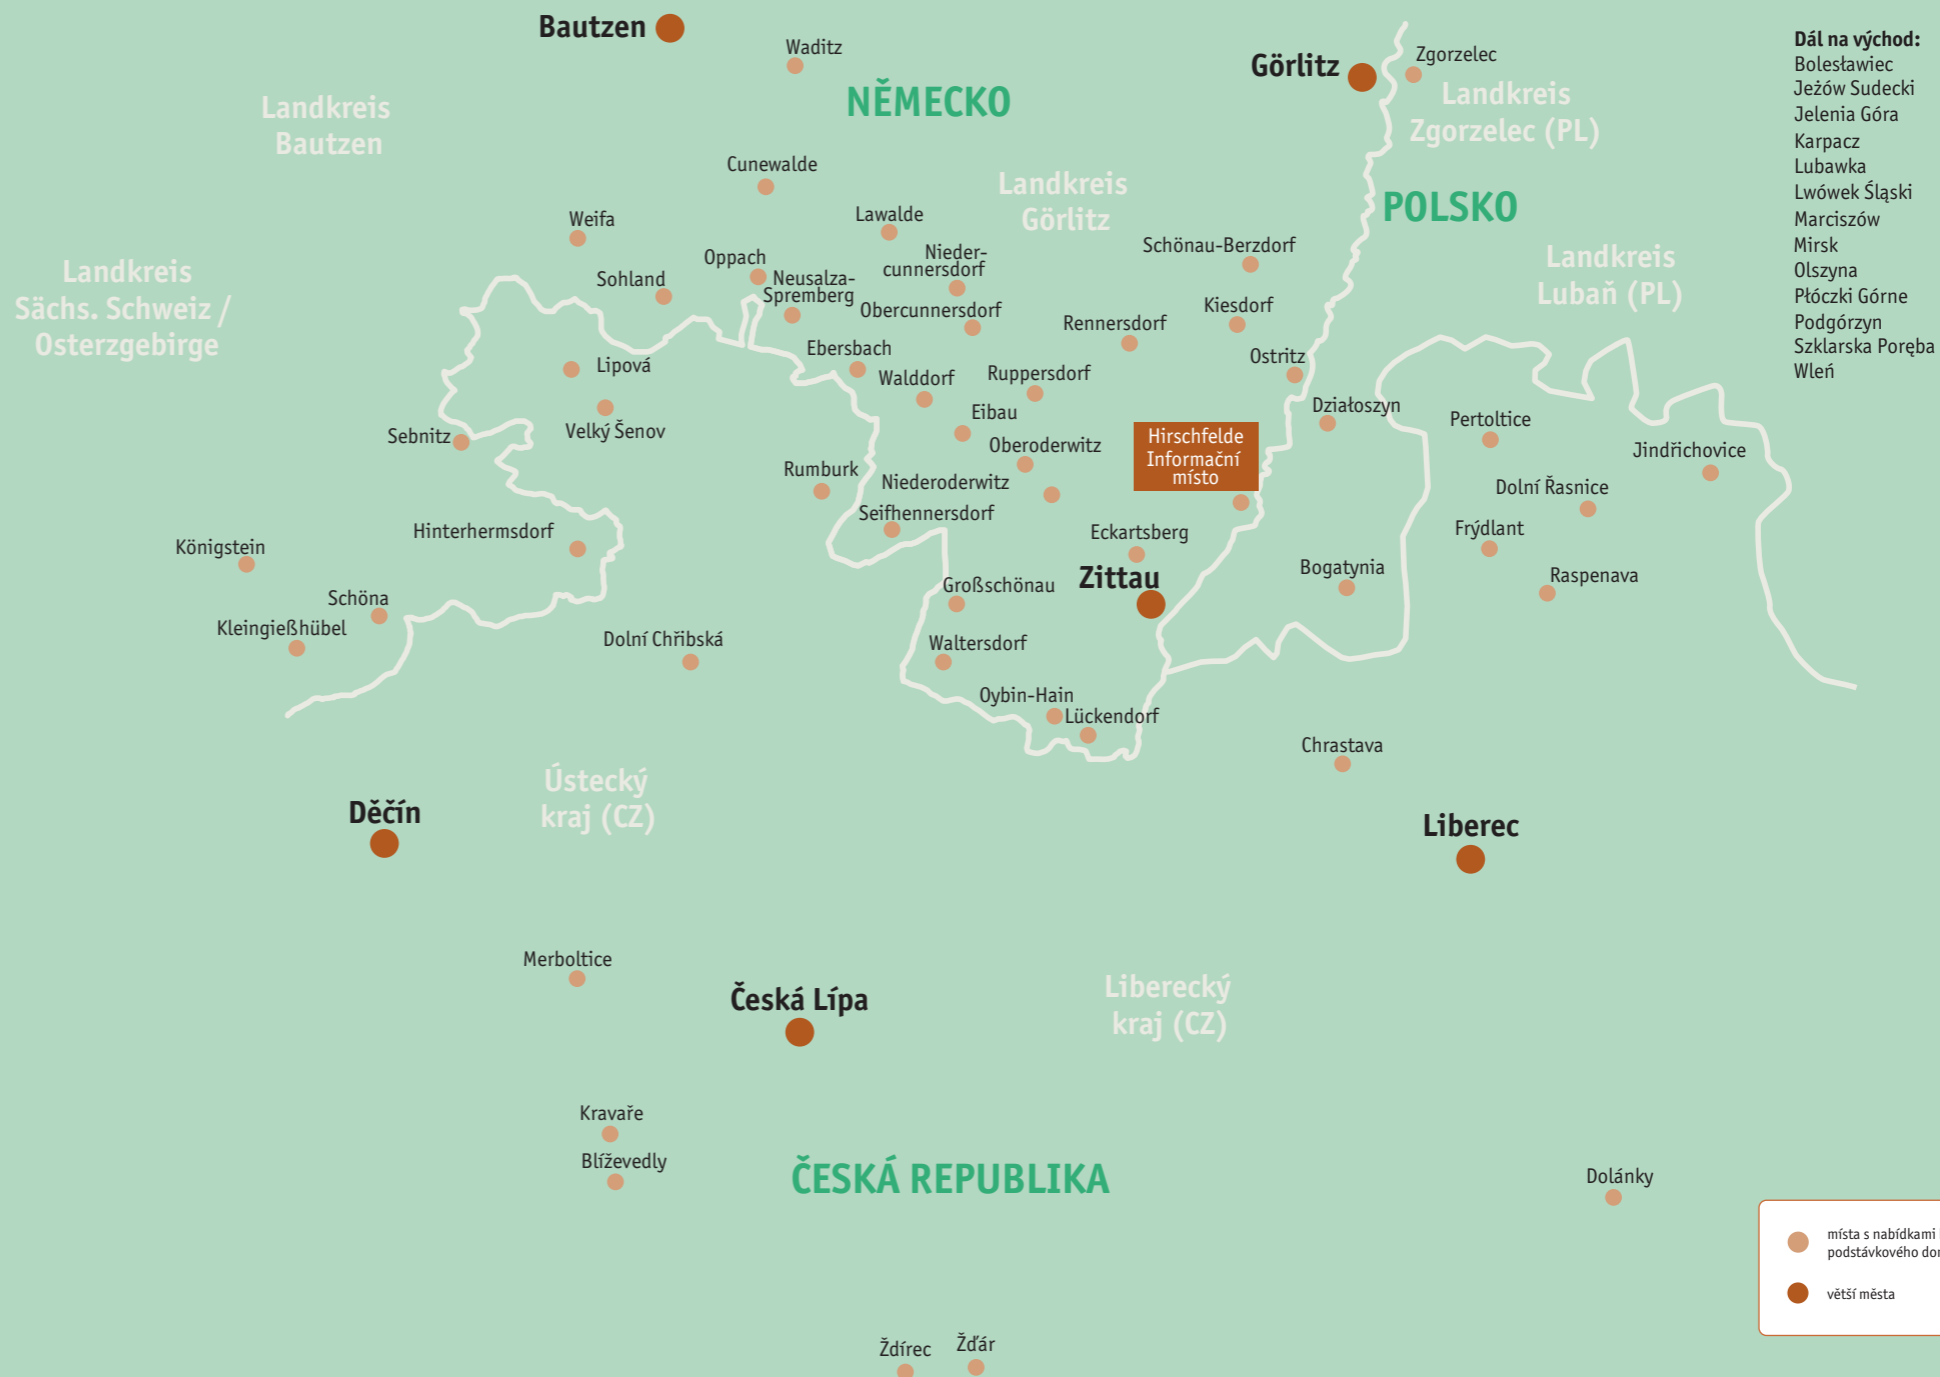 Bautzen
Waditz
Görlitz
Zgorzelec
Dál na východ:
Bolesławiec
Jeżów Sudecki
Jelenia Góra
Karpacz
Lubawka
Lwówek Śląski
Marciszów
Mirsk
Olszyna
Płóczki Górne
Podgórzyn
Szklarska Poręba
Wleń
NĚMECKO
Landkreis
Bautzen
Landkreis
Zgorzelec (PL)
Cunewalde
Landkreis
Görlitz
POLSKO
Weifa
Lawalde
Landkreis
Sächs. Schweiz /
Osterzgebirge
Sohland
Oppach
Neusalza-
Spremberg
Nieder-
cunnersdorf
Obercunnersdorf
Schönau-Berzdorf
Landkreis
Lubaň (PL)
Kiesdorf
Rennersdorf
Ebersbach
Ostritz
Lipová
Walddorf
Ruppersdorf
Eibau
Działoszyn
Pertoltice
Velký Šenov
Sebnitz
Oberoderwitz
Hirschfelde
Informační
místo
Jindřichovice
Rumburk
Niederoderwitz
Dolní Řasnice
Seifhennersdorf
Hinterhermsdorf
Eckartsberg
Frýdlant
Königstein
Zittau
Bogatynia
Raspenava
Großschönau
Schöna
Kleingießhübel
Dolní Chřibská
Waltersdorf
Oybin-Hain
Lückendorf
Chrastava
Ústecký
kraj (CZ)
Děčín
Liberec
Merboltice
Česká Lípa
Liberecký
kraj (CZ)
Kravaře
Blíževedly
ČESKÁ REPUBLIKA
Dolánky
místa s nabídkami
podstávkového
větší města
Ždírec
Žďár